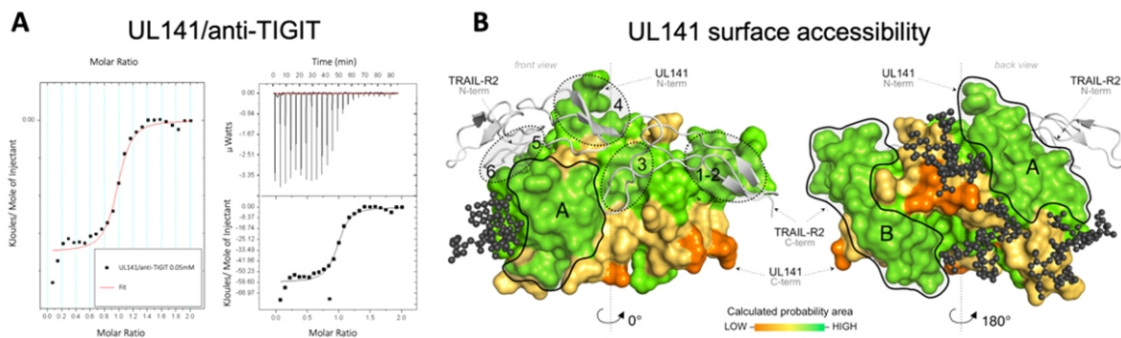 A
UL141/anti-TIGIT
Molar Ratio
0.00
Kloules/ Mole of Injectant
UL141/anti-TIGIT 0.05mM
Fit
0.0 0.2 0.4 0.6 0.8 1.0 1.2 1.4 1.6 1.8 2.0
Molar Ratio
Time (min)
0 10 20 30 40 50 60 70 80 90
0.00
-0.87
-1.67
-2.51
-3.35
μ Watts
0.00
-8.37
-16.74
-25.12
-33.49
-41.86
-50.23
-58.60
-66.97
Kloules/ Mole of Injectant
0.0 0.5 1.0 1.5 2.0
Molar Ratio
B
UL141 surface accessibility
front view
TRAIL-R2
N-term
UL141
N-term
4
5
6
3
1-2
A
TRAIL-R2
C-term
UL141
C-term
0°
Calculated probability area
LOW HIGH
back view
UL141
N-term
TRAIL-R2
N-term
A
B
180°